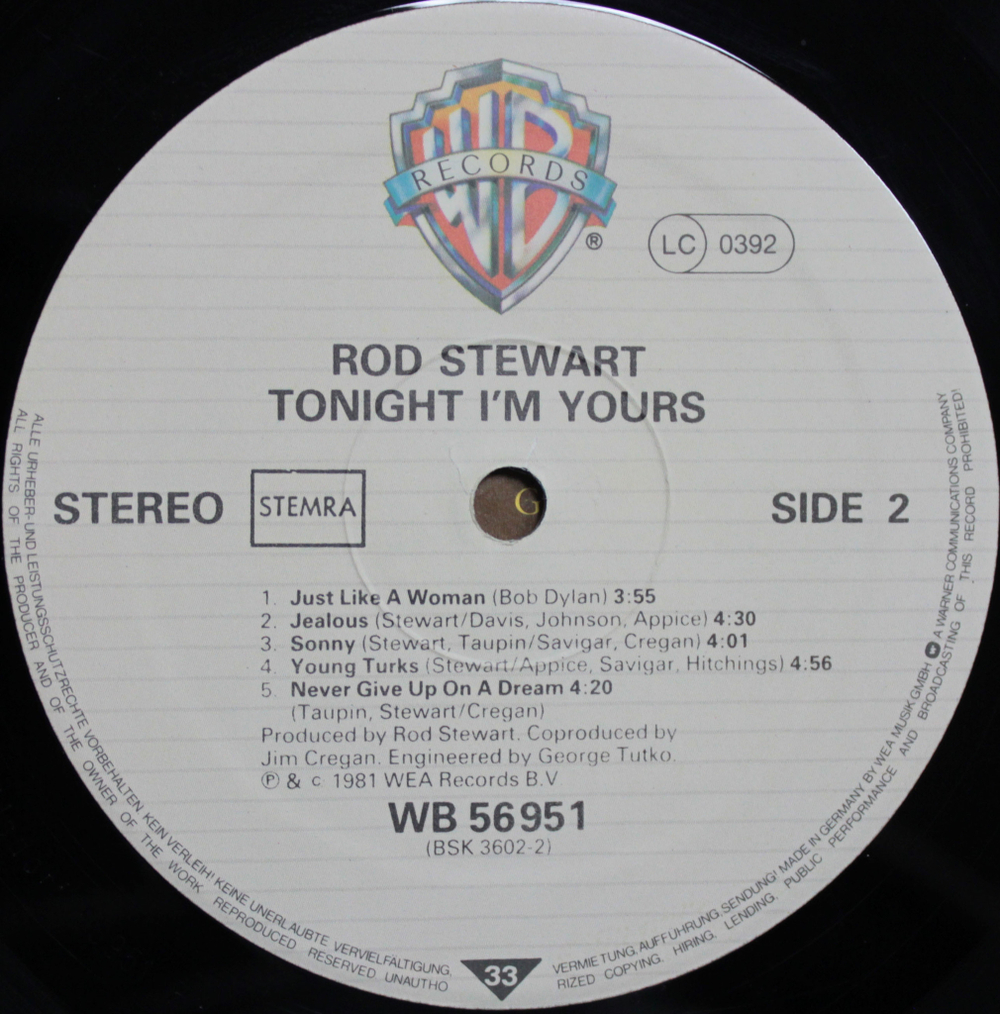 WB
RECORDS
®
LC 0392
ROD STEWART
TONIGHT I'M YOURS
STEREO
STEMRA
G
SIDE 2
1. Just Like A Woman (Bob Dylan) 3:55
2. Jealous (Stewart/Davis, Johnson, Appice) 4:30
3. Sonny (Stewart, Taupin/Savigar, Cregan) 4:01
4. Young Turks (Stewart/Appice, Savigar, Hitchings) 4:56
5. Never Give Up On A Dream 4:20
(Taupin, Stewart/Cregan)
Produced by Rod Stewart. Coproduced by
Jim Cregan. Engineered by George Tutko.
℗ & c 1981 WEA Records B.V.
WB 56951
(BSK 3602-2)
33
ALLE URHEBER- UND LEISTUNGSSCHUTZRECHTE VORBEHALTEN KEIN VERLEIH! KEINE UNERLAUBTE VERVIELFÄLTIGUNG, VERMIETUNG, AUFFÜHRUNG, SENDUNG! MADE IN GERMANY BY WEA MUSIK GMBH A WARNER COMMUNICATIONS COMPANY
ALL RIGHTS OF THE PRODUCER AND OF THE OWNER OF THE WORK REPRODUCED RESERVED UNAUTHORIZED COPYING, HIRING, LENDING, PUBLIC PERFORMANCE AND BROADCASTING OF THIS RECORD PROHIBITED!